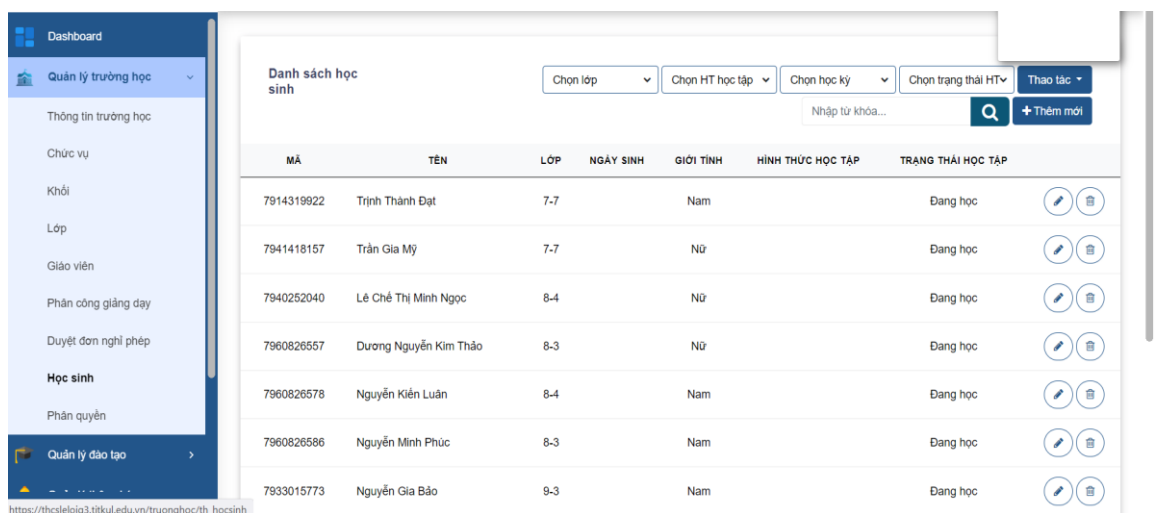 Dashboard
Quản lý trường học
Thông tin trường học
Chức vụ
Khối
Lớp
Giáo viên
Phân công giảng dạy
Duyệt đơn nghỉ phép
Học sinh
Phân quyền
Quản lý đào tạo
https://thcsleloiq3.titkul.edu.vn/truonghoc/th_hocsinh
Danh sách học
sinh
Chọn lớp Chọn HT học tập Chọn học kỳ Chọn trạng thái HT Thao tác
Nhập từ khóa... + Thêm mới
MÃ TÊN LỚP NGÀY SINH GIỚI TÍNH HÌNH THỨC HỌC TẬP TRẠNG THÁI HỌC TẬP
7914319922 Trịnh Thành Đạt 7-7 Nam Đang học
7941418157 Trần Gia Mỹ 7-7 Nữ Đang học
7940252040 Lê Chế Thị Minh Ngọc 8-4 Nữ Đang học
7960826557 Dương Nguyễn Kim Thảo 8-3 Nữ Đang học
7960826578 Nguyễn Kiến Luân 8-4 Nam Đang học
7960826586 Nguyễn Minh Phúc 8-3 Nam Đang học
7933015773 Nguyễn Gia Bảo 9-3 Nam Đang học